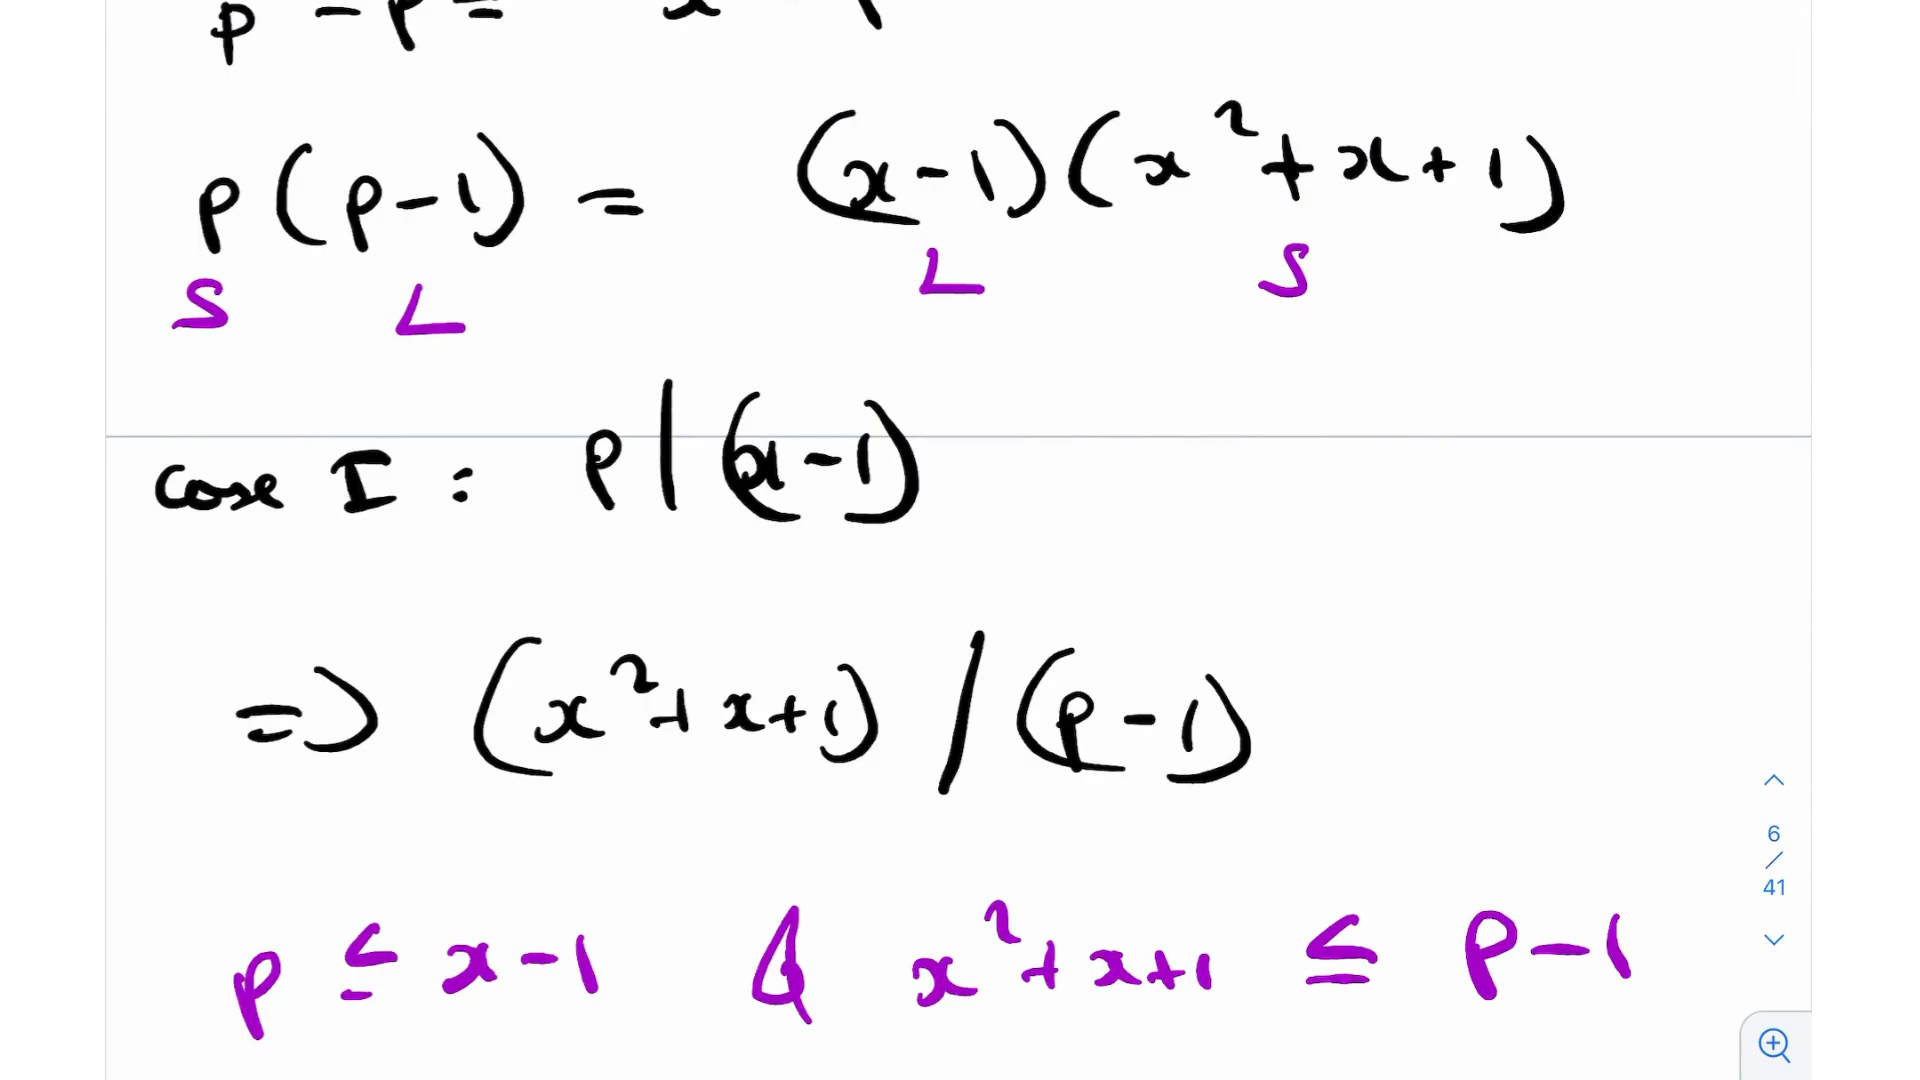 p(p-1) = (x-1)(x²+x+1)
S L L S
Case I : p|(x-1)
=> (x²+x+1) / (p-1)
p ≤ x-1 & x²+x+1 ≤ p-1
6
/
41